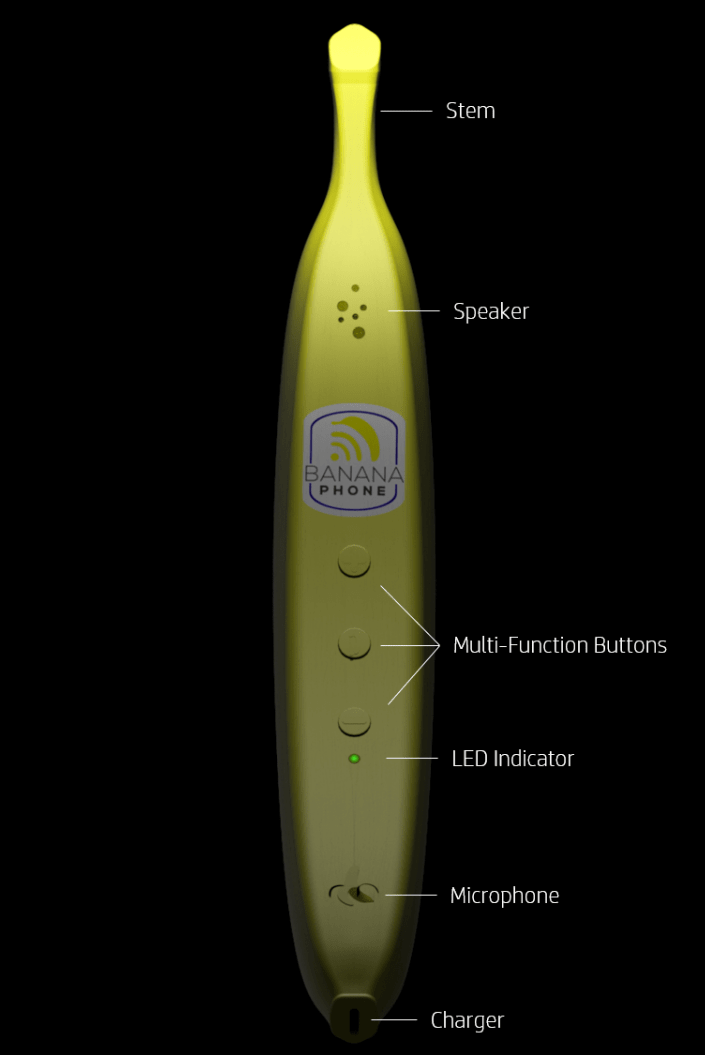 Stem
Speaker
BANANA
PHONE
Multi-Function Buttons
LED Indicator
Microphone
Charger